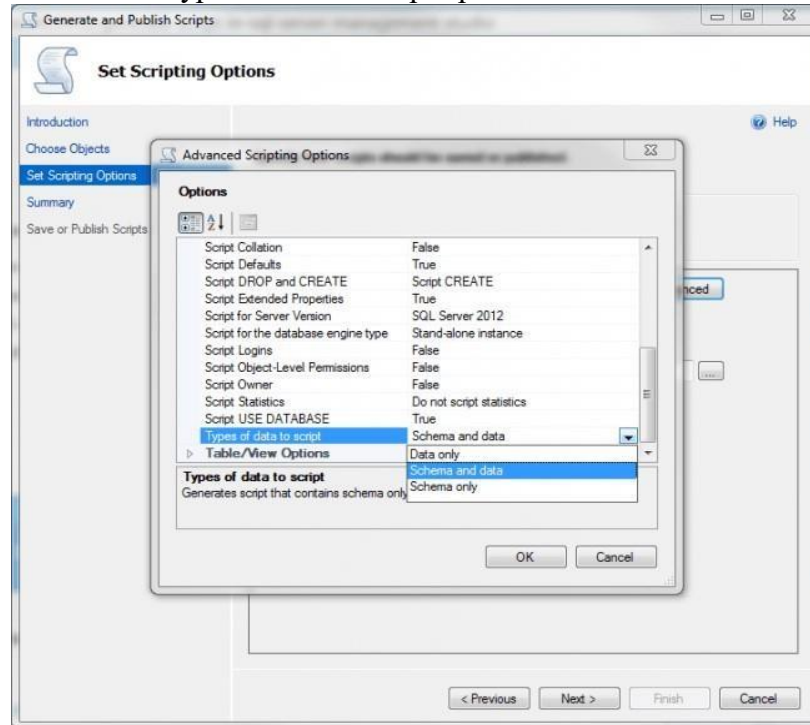 Generate and Publish Scripts
Set Scripting Options
Introduction
Help
Choose Objects
Set Scripting Options
Summary
Save or Publish Scripts
Advanced Scripting Options
should be saved or published.
Options
Script Collation False
Script Defaults True
Script DROP and CREATE Script CREATE
Script Extended Properties True
Script for Server Version SQL Server 2012
Script for the database engine type Stand-alone instance
Script Logins False
Script Object-Level Permissions False
Script Owner False
Script Statistics Do not script statistics
Script USE DATABASE True
Types of data to script Schema and data
Table/View Options
Data only
Schema and data
Schema only
Types of data to script
Generates script that contains schema only
OK Cancel
nced
...
< Previous Next > Finish Cancel